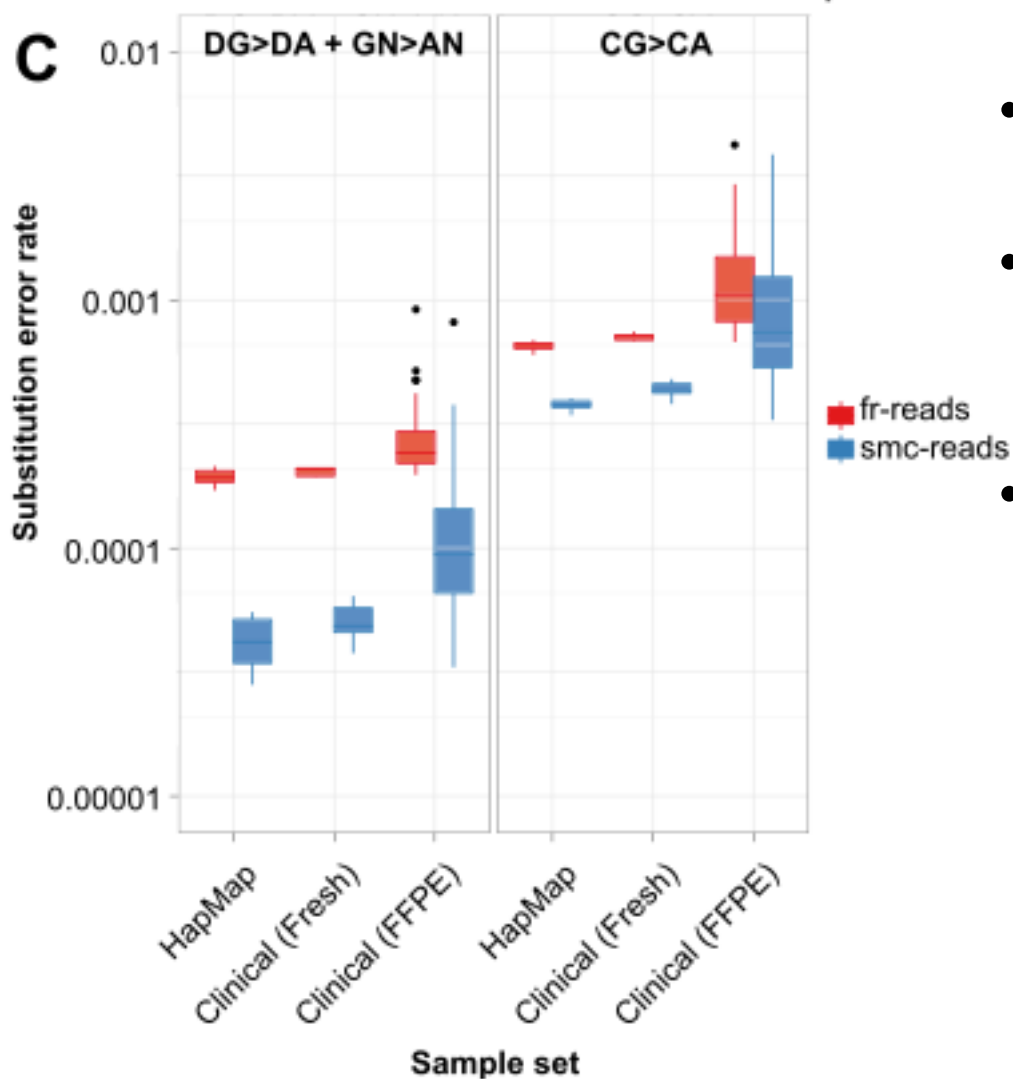 C
DG>DA + GN>AN
CG>CA
0.01
0.001
0.0001
0.00001
Substitution error rate
fr-reads
smc-reads
HapMap
Clinical (Fresh)
Clinical (FFPE)
HapMap
Clinical (Fresh)
Clinical (FFPE)
Sample set